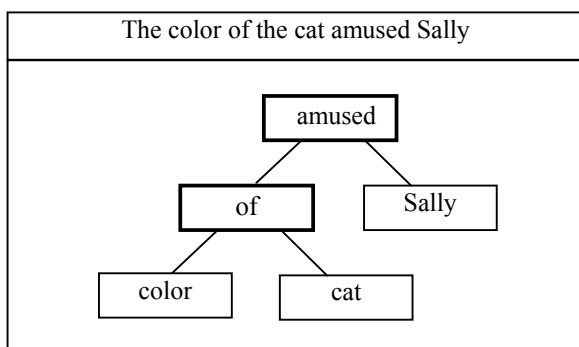 The color of the cat amused Sally
amused
of
Sally
color
cat